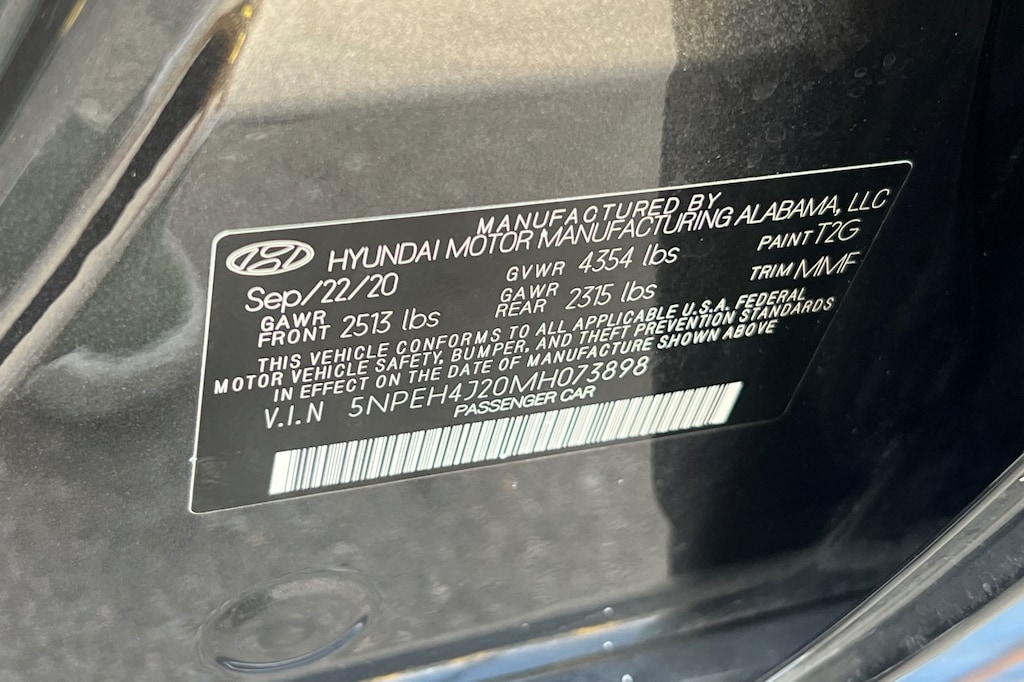 MANUFACTURED BY
HYUNDAI MOTOR MANUFACTURING ALABAMA, LLC
Sep/22/20 GVWR 4354 lbs PAINT T2G
GAWR FRONT 2513 lbs GAWR REAR 2315 lbs TRIM MMF
THIS VEHICLE CONFORMS TO ALL APPLICABLE U.S.A. FEDERAL
MOTOR VEHICLE SAFETY, BUMPER, AND THEFT PREVENTION STANDARDS
IN EFFECT ON THE DATE OF MANUFACTURE SHOWN ABOVE
V.I.N 5NPEH4J20MH073898
PASSENGER CAR